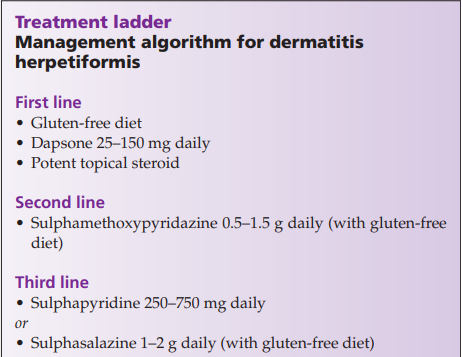 Treatment ladder
Management algorithm for dermatitis
herpetiformis
First line
• Gluten-free diet
• Dapsone 25–150 mg daily
• Potent topical steroid
Second line
• Sulphamethoxypyridazine 0.5–1.5 g daily (with gluten-free
diet)
Third line
• Sulphapyridine 250–750 mg daily
or
• Sulphasalazine 1–2 g daily (with gluten-free diet)